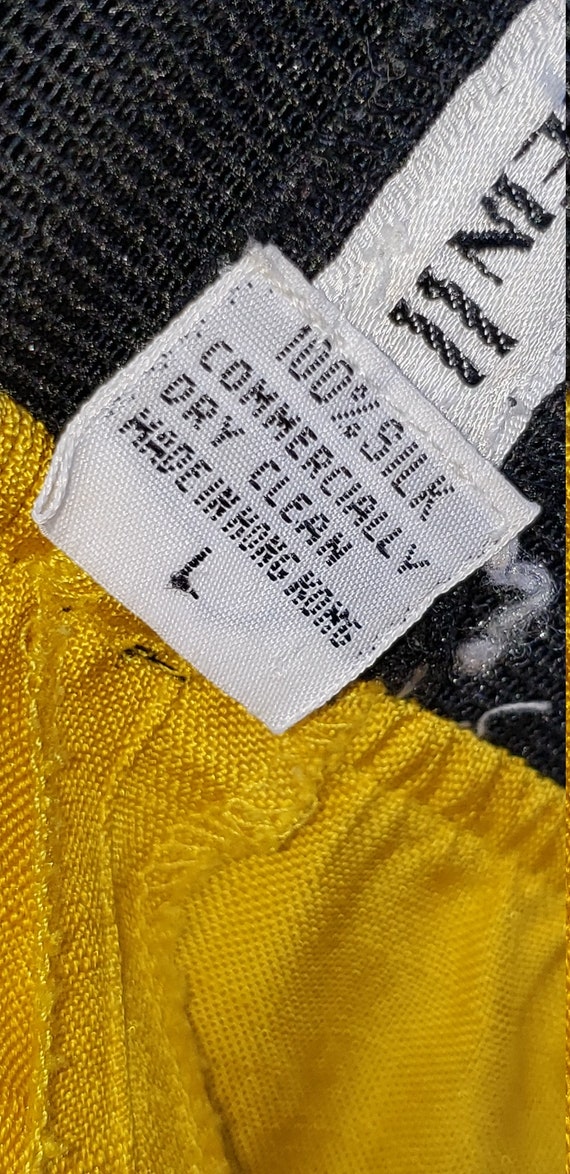 100% SILK
COMMERCIALLY
DRY CLEAN
MADE IN HONG KONG
L